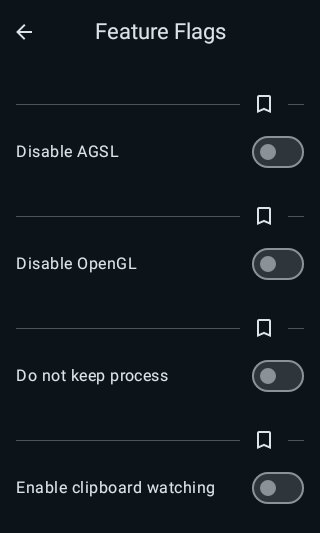 Feature Flags
Disable AGSL
Disable OpenGL
Do not keep process
Enable clipboard watching